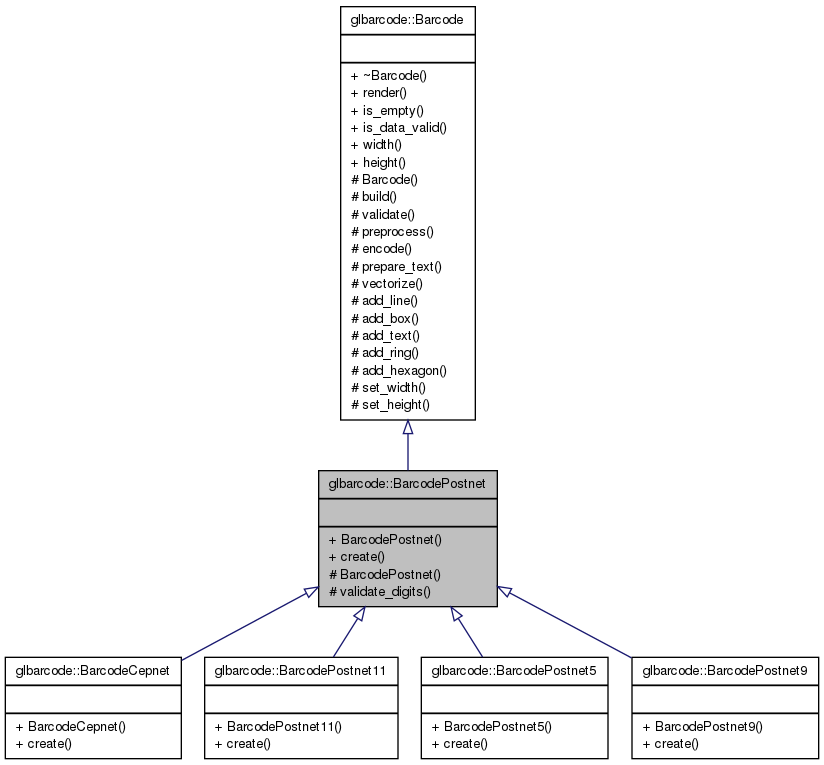 glbarcode::Barcode
+ ~Barcode()
+ render()
+ is_empty()
+ is_data_valid()
+ width()
+ height()
# Barcode()
# build()
# validate()
# preprocess()
# encode()
# prepare_text()
# vectorize()
# add_line()
# add_box()
# add_text()
# add_ring()
# add_hexagon()
# set_width()
# set_height()
glbarcode::BarcodePostnet
+ BarcodePostnet()
+ create()
# BarcodePostnet()
# validate_digits()
glbarcode::BarcodeCepnet
+ BarcodeCepnet()
+ create()
glbarcode::BarcodePostnet11
+ BarcodePostnet11()
+ create()
glbarcode::BarcodePostnet5
+ BarcodePostnet5()
+ create()
glbarcode::BarcodePostnet9
+ BarcodePostnet9()
+ create()